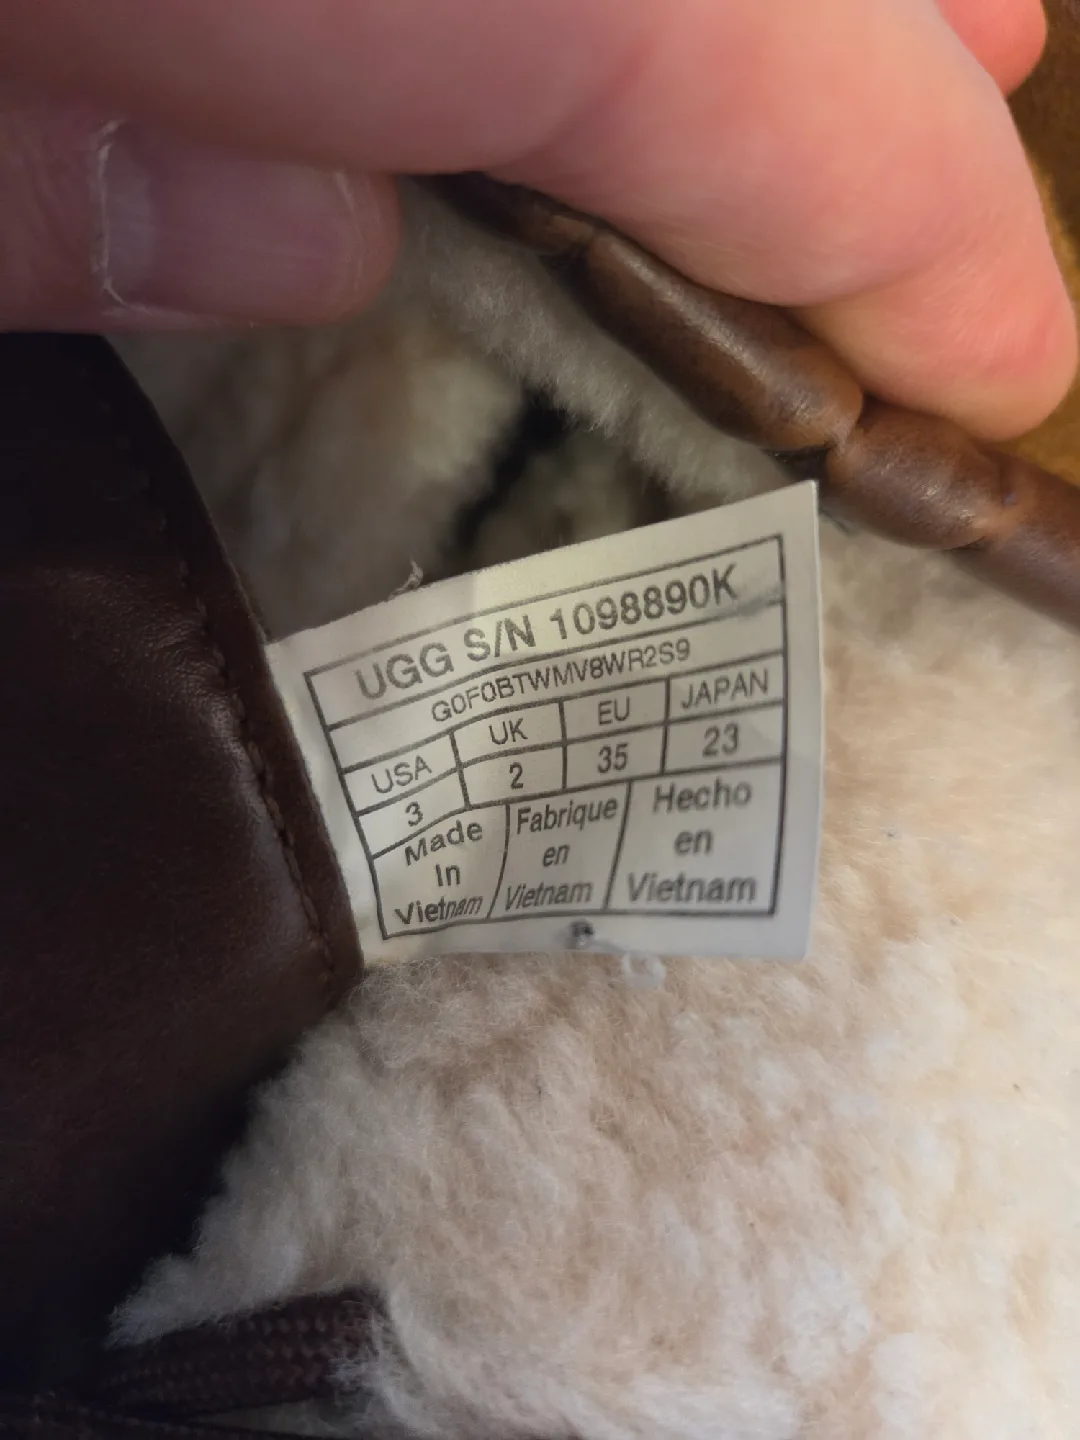 UGG S/N 1098890K
G0F0BTWMV8WR2S9
USA UK EU JAPAN
3 2 35 23
Made Fabrique Hecho
In en en
Vietnam Vietnam Vietnam